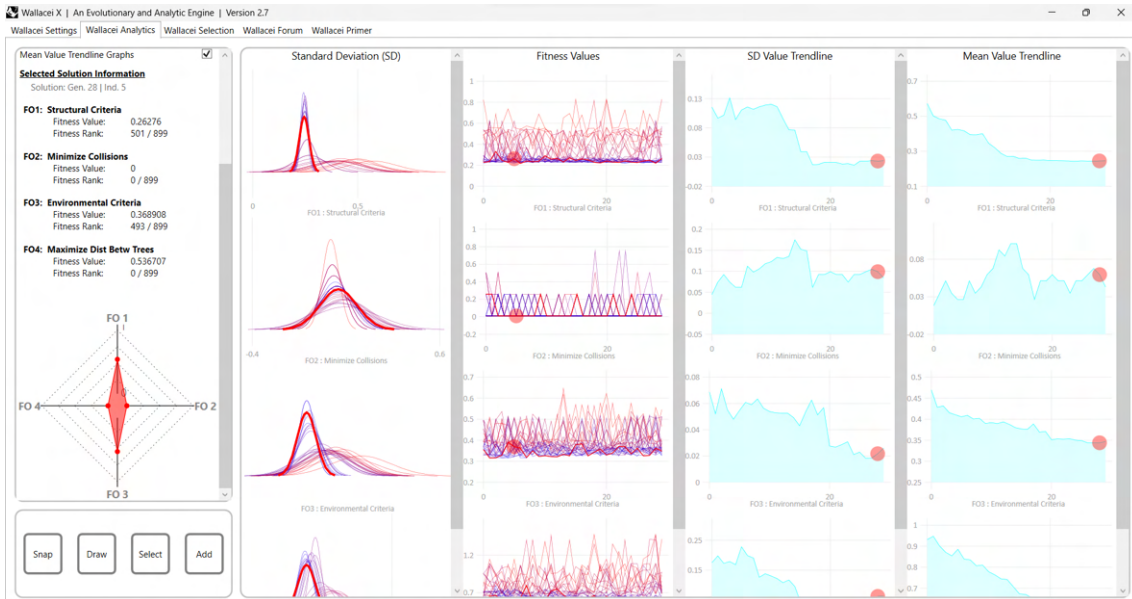 Wallacei X | An Evolutionary and Analytic Engine | Version 2.7
Wallacei Settings Wallacei Analytics Wallacei Selection Wallacei Forum Wallacei Primer
Mean Value Trendline Graphs
Selected Solution Information
Solution: Gen. 28 | Ind. 5
FO1: Structural Criteria
Fitness Value: 0.26276
Fitness Rank: 501 / 899
FO2: Minimize Collisions
Fitness Value: 0
Fitness Rank: 0 / 899
FO3: Environmental Criteria
Fitness Value: 0.368908
Fitness Rank: 493 / 899
FO4: Maximize Dist Betw Trees
Fitness Value: 0.536707
Fitness Rank: 0 / 899
FO 1
1
0
FO 4
FO 2
FO 3
Snap Draw Select Add
Standard Deviation (SD)
0 0.5
FO1 : Structural Criteria
-0.4 0.6
FO2 : Minimize Collisions
FO3 : Environmental Criteria
Fitness Values
1
0.8
0.6
0.4
0.2
0
0 20
FO1 : Structural Criteria
1
0.8
0.6
0.4
0.2
0
-0.2
0 20
FO2 : Minimize Collisions
0.7
0.6
0.5
0.4
0.3
0.2
0 20
FO3 : Environmental Criteria
1.2
0.7
SD Value Trendline
0.13
0.08
0.03
-0.02
0 20
FO1 : Structural Criteria
0.2
0.15
0.1
0.05
0
-0.05
0 20
FO2 : Minimize Collisions
0.08
0.06
0.04
0.02
0
0 20
FO3 : Environmental Criteria
0.25
0.15
Mean Value Trendline
0.7
0.5
0.3
0.1
0 20
FO1 : Structural Criteria
0.08
0.03
-0.02
0 20
FO2 : Minimize Collisions
0.5
0.45
0.4
0.35
0.3
0.25
0 20
FO3 : Environmental Criteria
1
0.9
0.8
0.7